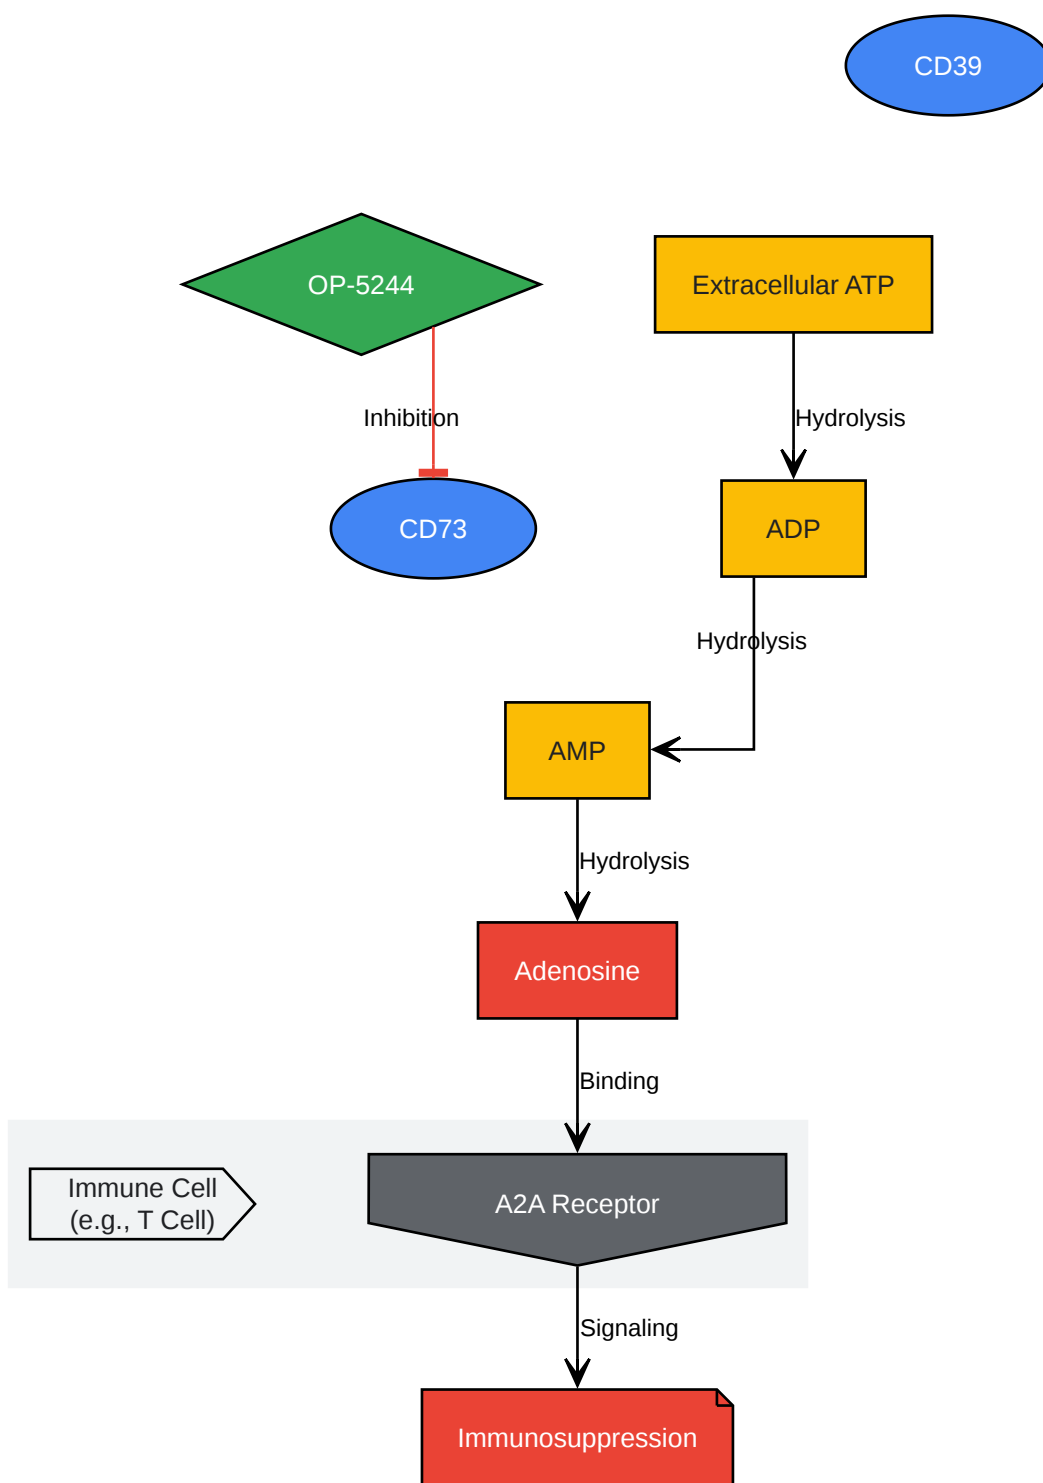 CD39
OP-5244
Extracellular ATP
Inhibition
Hydrolysis
CD73
ADP
Hydrolysis
AMP
Hydrolysis
Adenosine
Binding
Immune Cell
(e.g., T Cell)
A2A Receptor
Signaling
Immunosuppression